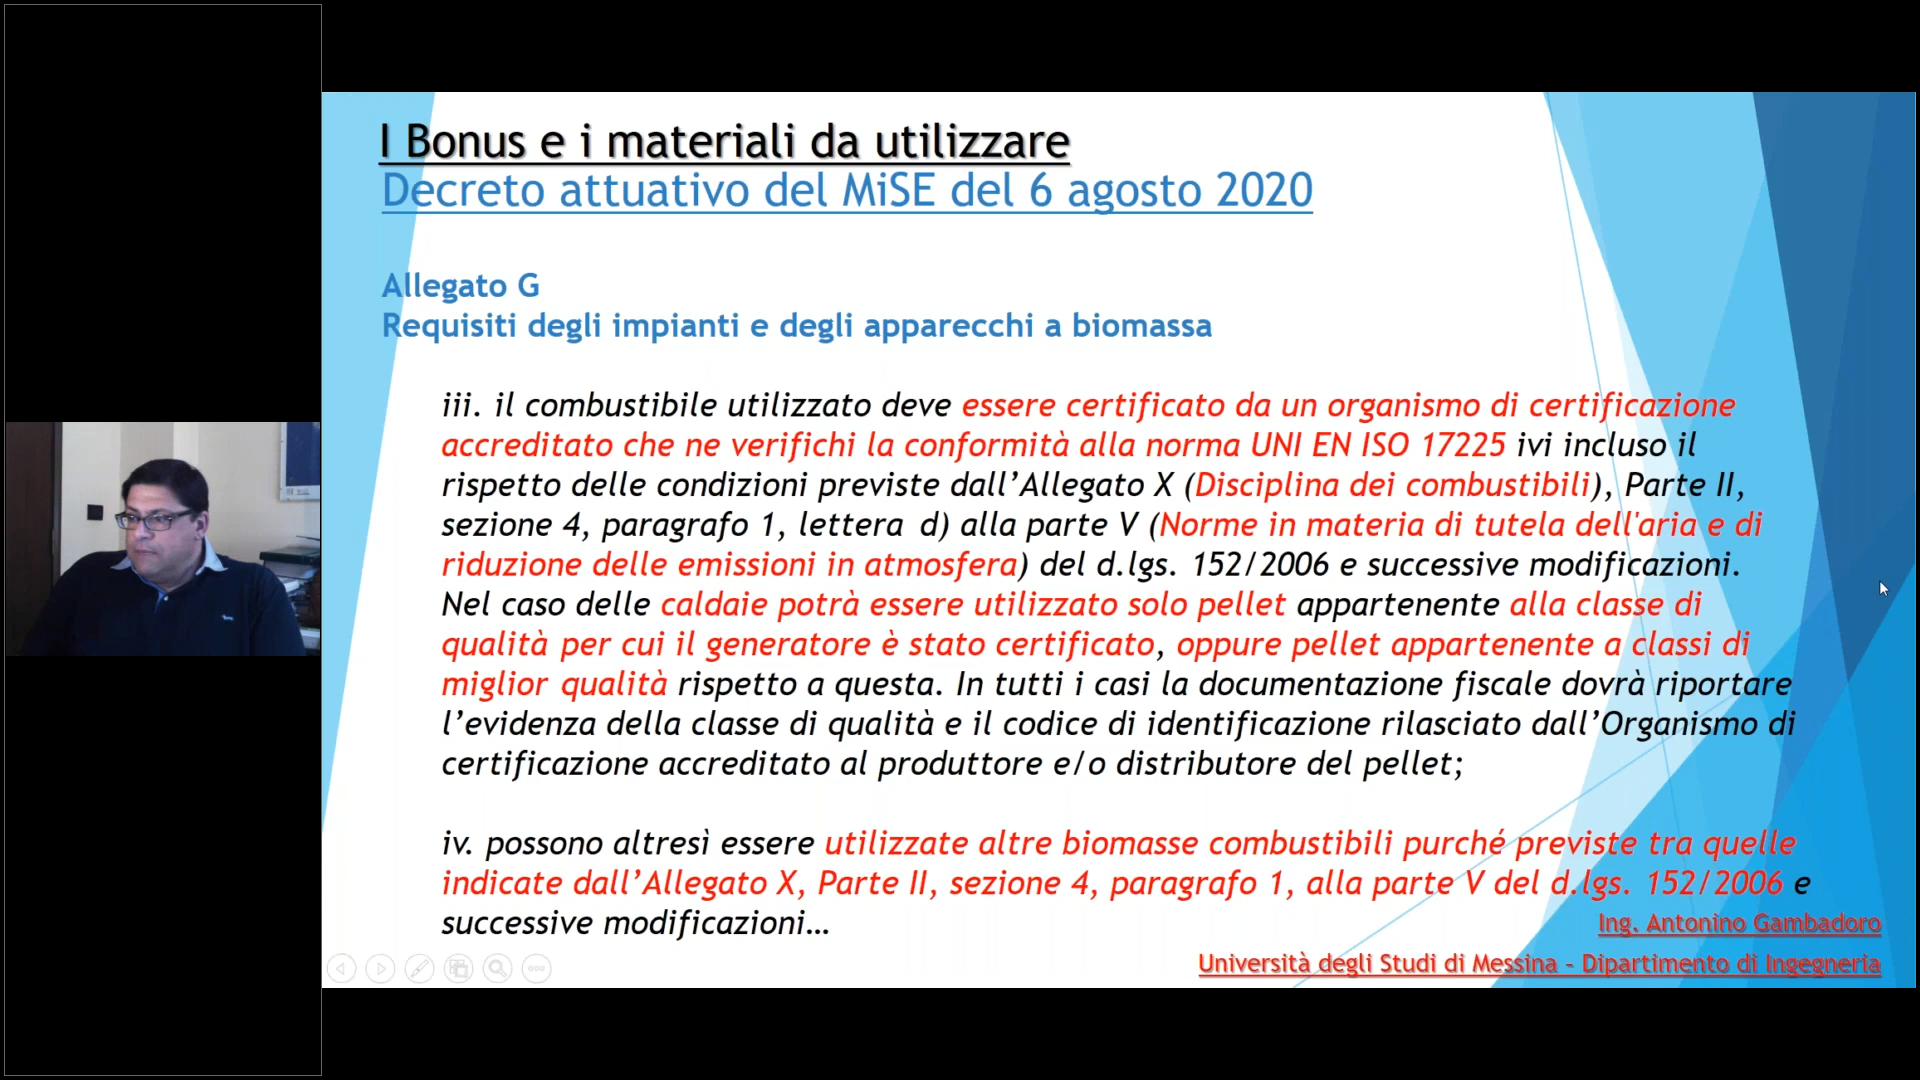 I Bonus e i materiali da utilizzare
Decreto attuativo del MiSE del 6 agosto 2020
Allegato G
Requisiti degli impianti e degli apparecchi a biomassa
iii. il combustibile utilizzato deve essere certificato da un organismo di certificazione
accreditato che ne verifichi la conformità alla norma UNI EN ISO 17225 ivi incluso il
rispetto delle condizioni previste dall’Allegato X (Disciplina dei combustibili), Parte II,
sezione 4, paragrafo 1, lettera d) alla parte V (Norme in materia di tutela dell'aria e di
riduzione delle emissioni in atmosfera) del d.lgs. 152/2006 e successive modificazioni.
Nel caso delle caldaie potrà essere utilizzato solo pellet appartenente alla classe di
qualità per cui il generatore è stato certificato, oppure pellet appartenente a classi di
miglior qualità rispetto a questa. In tutti i casi la documentazione fiscale dovrà riportare
l’evidenza della classe di qualità e il codice di identificazione rilasciato dall’Organismo di
certificazione accreditato al produttore e/o distributore del pellet;
iv. possono altresì essere utilizzate altre biomasse combustibili purché previste tra quelle
indicate dall’Allegato X, Parte II, sezione 4, paragrafo 1, alla parte V del d.lgs. 152/2006 e
successive modificazioni…
Ing. Antonino Gambadoro
Università degli Studi di Messina – Dipartimento di Ingegneria